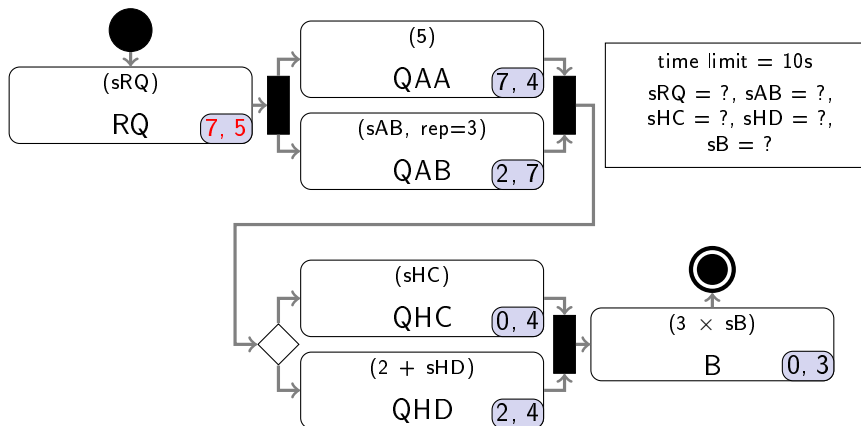 (sRQ)
RQ
7, 5
(5)
QAA
7, 4
(sAB, rep=3)
QAB
2, 7
time limit = 10s
sRQ = ?, sAB = ?,
sHC = ?, sHD = ?,
sB = ?
(sHC)
QHC
0, 4
(2 + sHD)
QHD
2, 4
(3 × sB)
B
0, 3